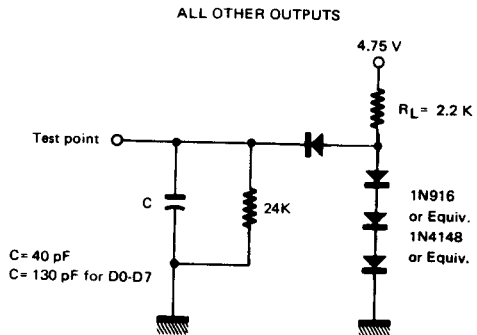 ALL OTHER OUTPUTS
4.75 V
RL= 2.2 K
Test point
C
24K
1N916
or Equiv.
1N4148
or Equiv.
C= 40 pF
C= 130 pF for D0-D7